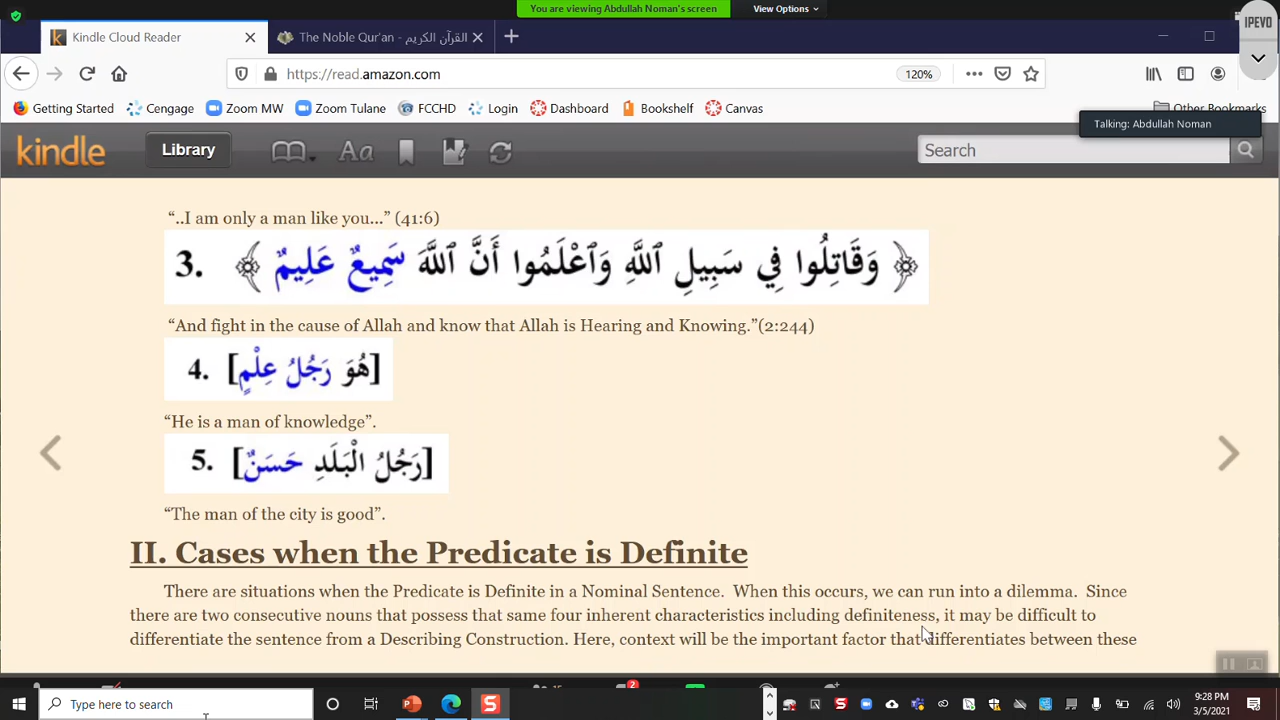 You are viewing Abdullah Noman's screen
View Options
IPEVO
Kindle Cloud Reader
The Noble Qur'an - القرآن الكريم
https://read.amazon.com
120%
Getting Started
Cengage
Zoom MW
Zoom Tulane
FCCHD
Login
Dashboard
Bookshelf
Canvas
Other Bookmarks
Talking: Abdullah Noman
kindle
Library
Aa
Search
“..I am only a man like you...” (41:6)
3. ﴿ وَقَاتِلُوا فِي سَبِيلِ ٱللَّهِ وَٱعْلَمُوا أَنَّ ٱللَّهَ سَمِيعٌ عَلِيمٌ ﴾
“And fight in the cause of Allah and know that Allah is Hearing and Knowing.”(2:244)
4. [هُوَ رَجُلُ عِلْمٍ]
“He is a man of knowledge”.
5. [رَجُلُ الْبَلَدِ حَسَنٌ]
“The man of the city is good”.
II. Cases when the Predicate is Definite
There are situations when the Predicate is Definite in a Nominal Sentence. When this occurs, we can run into a dilemma. Since
there are two consecutive nouns that possess that same four inherent characteristics including definiteness, it may be difficult to
differentiate the sentence from a Describing Construction. Here, context will be the important factor that differentiates between these
Type here to search
2
9:28 PM
3/5/2021